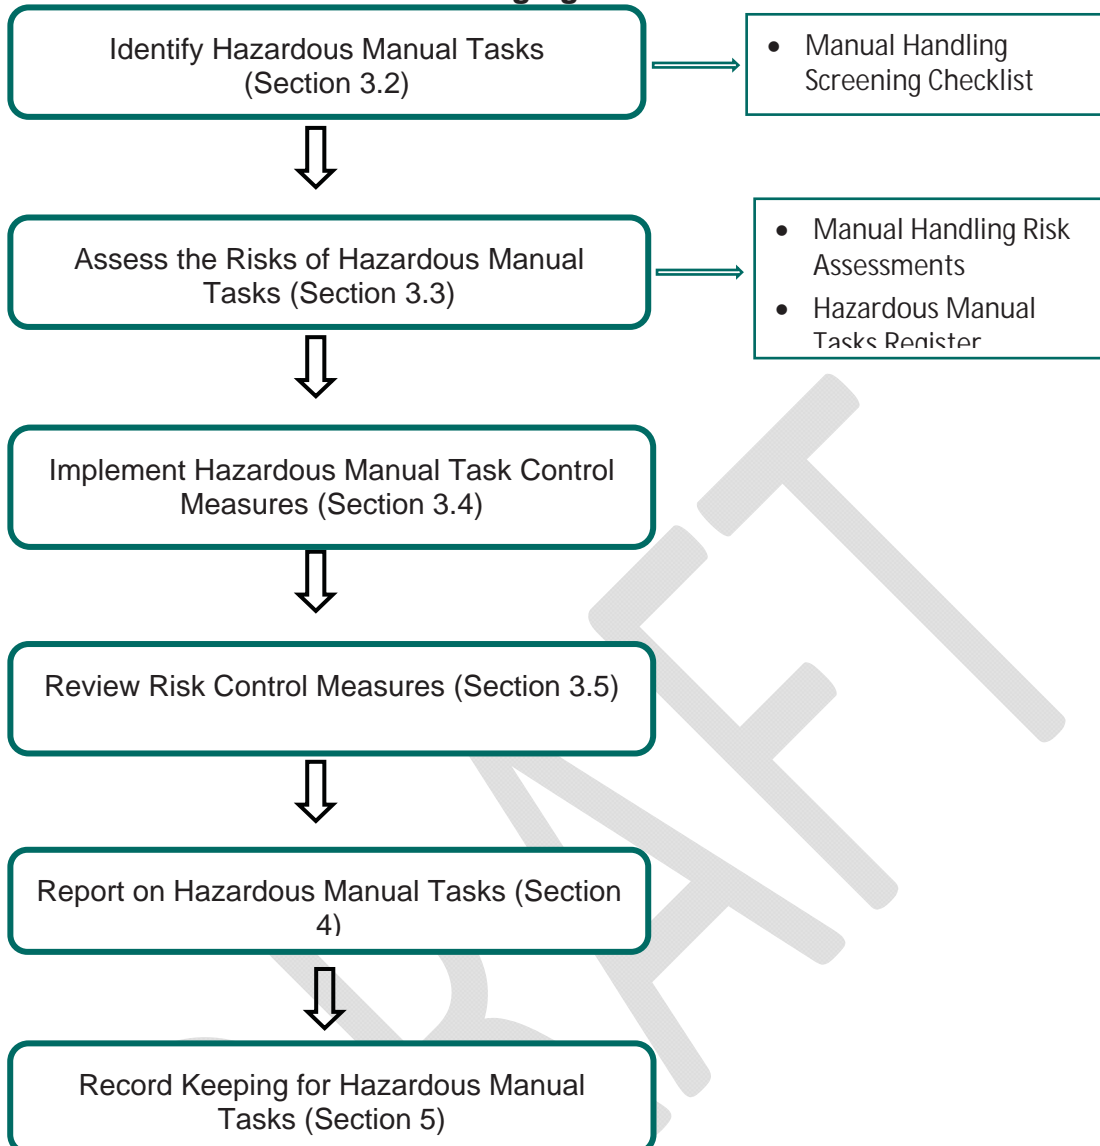 Identify Hazardous Manual Tasks
(Section 3.2)
• Manual Handling
Screening Checklist
Assess the Risks of Hazardous Manual
Tasks (Section 3.3)
• Manual Handling Risk
Assessments
• Hazardous Manual
Tasks Register
Implement Hazardous Manual Task Control
Measures (Section 3.4)
Review Risk Control Measures (Section 3.5)
Report on Hazardous Manual Tasks (Section
4)
Record Keeping for Hazardous Manual
Tasks (Section 5)
DRAFT